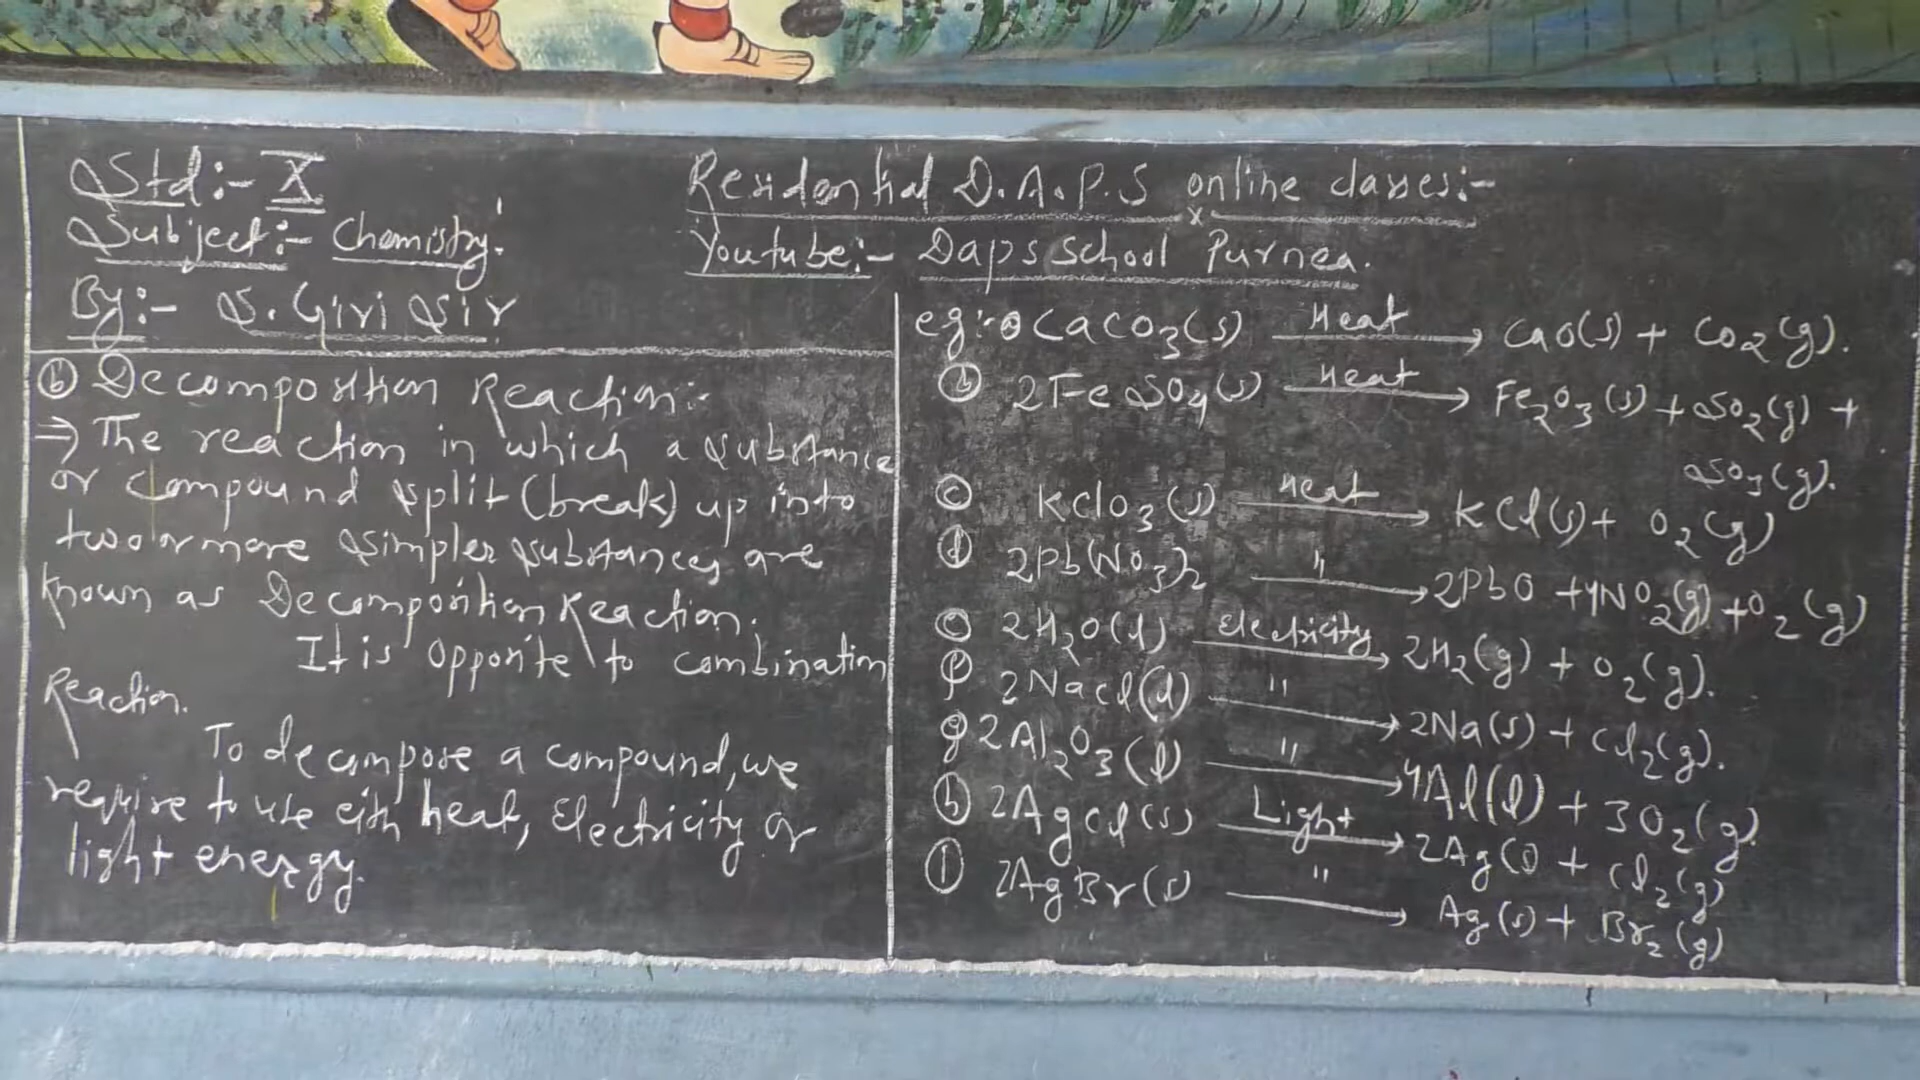 Std:- X
Subject:- Chemistry.
By:- S. Giri Sir
Residential D.A.P.S online classes:-
x
Youtube:- Daps school Purnea.
ⓑ Decomposition Reaction:-
⇒ The reaction in which a substance
or compound split (break) up into
two or more simpler substances are
known as Decomposition Reaction.
It is opposite to combination
Reaction.
To decompose a compound, we
require to use eith heat, Electricity or
light energy.
eg:- ⓐ CaCO3(s) Heat → CaO(s) + CO2(g).
ⓑ 2FeSO4(s) Heat → Fe2O3(s) + SO2(g) +
SO3(g).
ⓒ KClO3(s) Heat → KCl(s) + O2(g)
ⓓ 2Pb(NO3)2 " → 2PbO + 4NO2(g) + O2(g)
ⓔ 2H2O(l) Electricity → 2H2(g) + O2(g).
ⓕ 2NaCl(l) " → 2Na(s) + Cl2(g).
ⓖ 2Al2O3(l) " → 4Al(l) + 3O2(g)
ⓗ 2AgCl(s) Light → 2Ag(s) + Cl2(g)
ⓘ 2AgBr(s) " → Ag(s) + Br2(g)